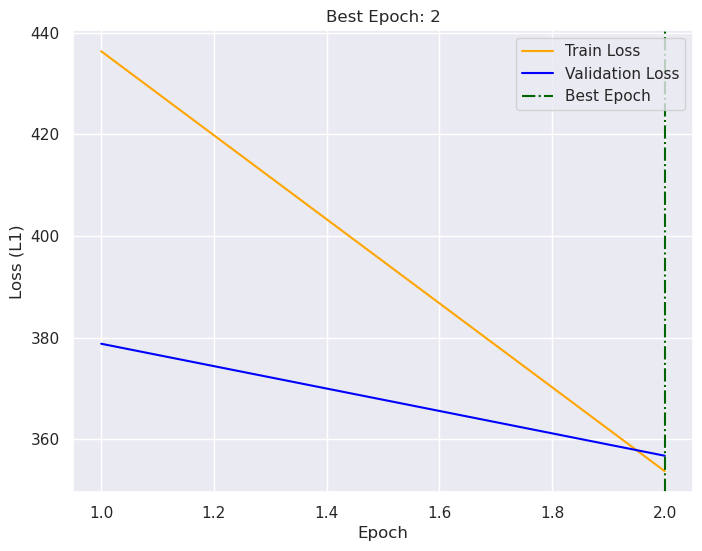 Best Epoch: 2
440
420
400
380
360
Loss (L1)
Train Loss
Validation Loss
Best Epoch
1.0
1.2
1.4
1.6
1.8
2.0
Epoch